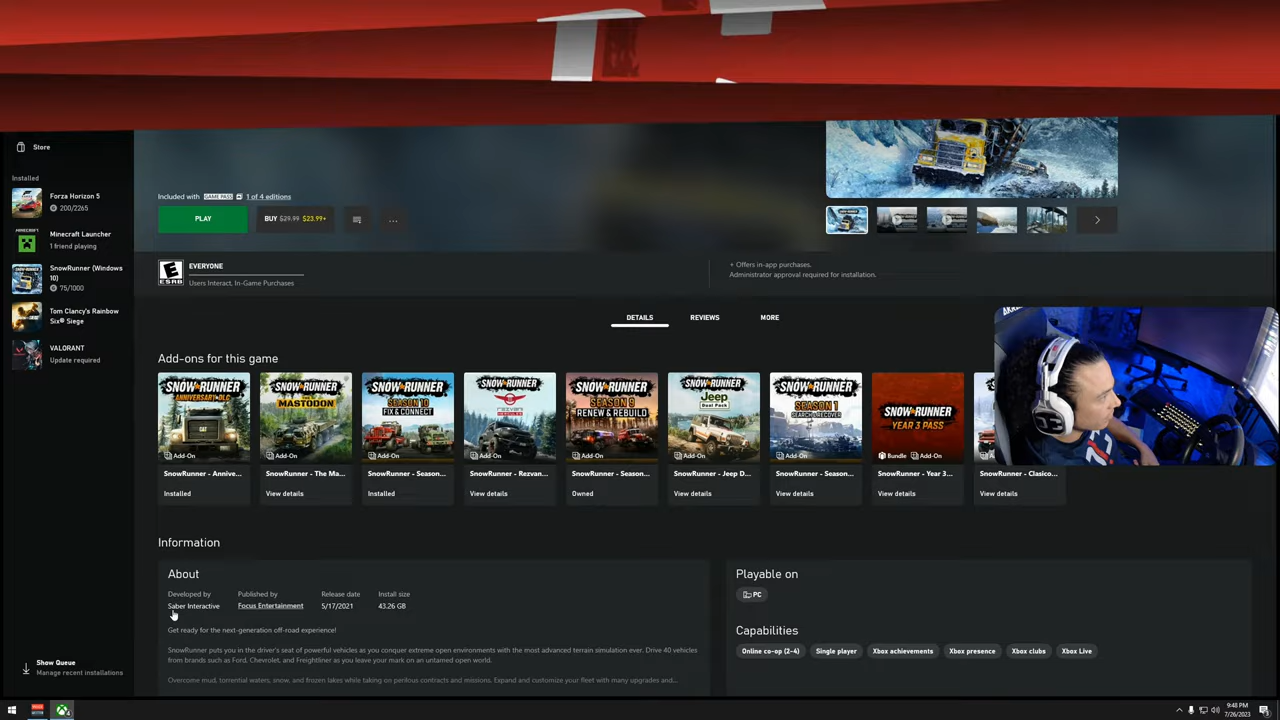 Store
Installed
Forza Horizon 5
200/2265
Minecraft Launcher
1 friend playing
SnowRunner (Windows
10)
75/1000
Tom Clancy's Rainbow
Six® Siege
VALORANT
Update required
Show Queue
Manage recent installations
Included with GAME PASS 1 of 4 editions
PLAY
BUY $29.99 $23.99+
...
EVERYONE
Users Interact, In-Game Purchases
ESRB
+ Offers in-app purchases.
Administrator approval required for installation.
DETAILS REVIEWS MORE
Add-ons for this game
SNOWRUNNER ANNIVERSARY DLC CAT Add-On
SnowRunner - Annive...
Installed
SNOWRUNNER MASTODON Add-On
SnowRunner - The Ma...
View details
SNOWRUNNER SEASON 10 FIX & CONNECT Add-On
SnowRunner - Season...
Installed
SNOWRUNNER REZVANI Add-On
SnowRunner - Rezvan...
View details
SNOWRUNNER SEASON 9 RENEW & REBUILD Add-On
SnowRunner - Season...
Owned
SNOWRUNNER Jeep Dual Pack Add-On
SnowRunner - Jeep D...
View details
SNOWRUNNER SEASON 1 SEARCH & RECOVER Add-On
SnowRunner - Season...
View details
SNOWRUNNER YEAR 3 PASS Bundle Add-On
SnowRunner - Year 3...
View details
SnowRunner - Clasico...
View details
Information
About
Developed by Published by Release date Install size
Saber Interactive Focus Entertainment 5/17/2021 43.26 GB
Get ready for the next-generation off-road experience!
SnowRunner puts you in the driver's seat of powerful vehicles as you conquer extreme open environments with the most advanced terrain simulation ever. Drive 40 vehicles
from brands such as Ford, Chevrolet, and Freightliner as you leave your mark on an untamed open world.
Overcome mud, torrential waters, snow, and frozen lakes while taking on perilous contracts and missions. Expand and customize your fleet with many upgrades and...
Playable on
PC
Capabilities
Online co-op (2-4) Single player Xbox achievements Xbox presence Xbox clubs Xbox Live
9:48 PM
7/26/2023